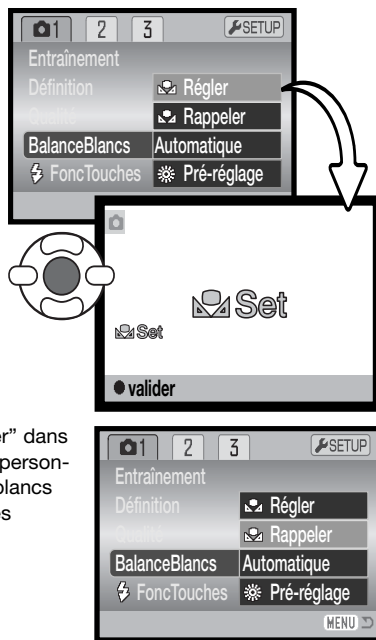 1 2 3 SETUP
Entraînement
Définition Régler
Qualité Rappeler
BalanceBlancs Automatique
FoncTouches Pré-réglage
Set
Set
valider
er” dans
person-
blancs
es
1 2 3 SETUP
Entraînement
Définition Régler
Qualité Rappeler
BalanceBlancs Automatique
FoncTouches Pré-réglage
MENU